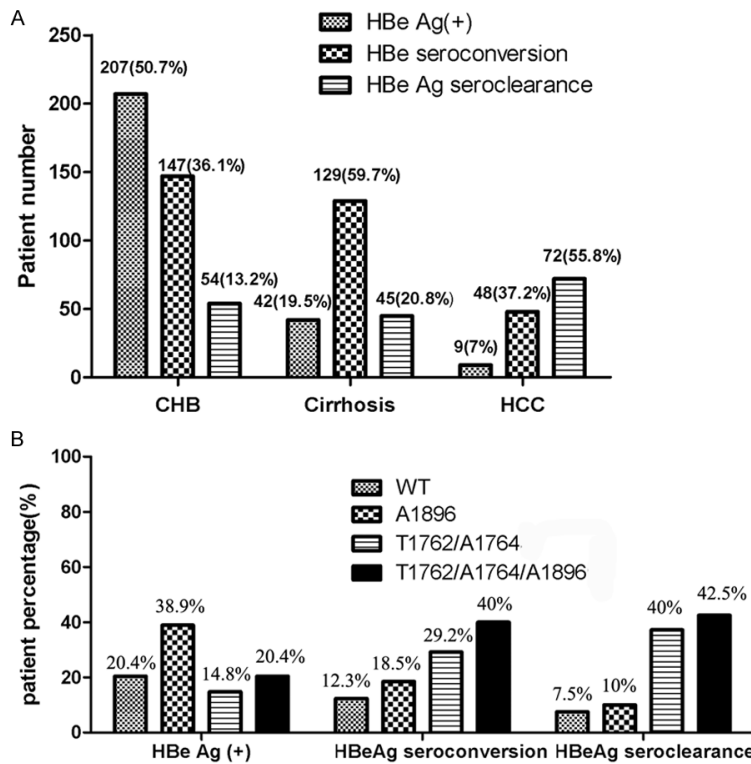 A
HBe Ag(+)
HBe seroconversion
HBe Ag seroclearance
250
200
150
100
50
0
Patient number
207(50.7%)
147(36.1%)
54(13.2%)
42(19.5%)
129(59.7%)
45(20.8%)
9(7%)
48(37.2%)
72(55.8%)
CHB Cirrhosis HCC
B
WT
A1896
T1762/A1764
T1762/A1764/A1896
100
80
60
40
20
0
patient percentage(%)
20.4%
38.9%
14.8%
20.4%
12.3%
18.5%
29.2%
40%
7.5%
10%
40%
42.5%
HBe Ag (+) HBeAg seroconversion HBeAg seroclearance